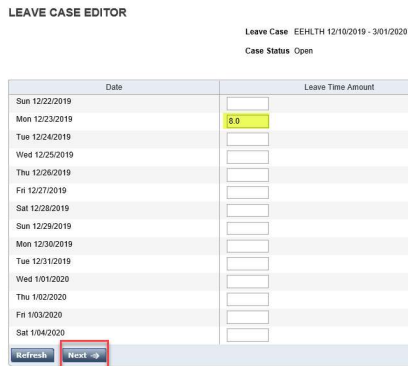 LEAVE CASE EDITOR
Leave Case EEHLTH 12/10/2019 - 3/01/2020
Case Status Open
Date Leave Time Amount
Sun 12/22/2019
Mon 12/23/2019 8.0
Tue 12/24/2019
Wed 12/25/2019
Thu 12/26/2019
Fri 12/27/2019
Sat 12/28/2019
Sun 12/29/2019
Mon 12/30/2019
Tue 12/31/2019
Wed 1/01/2020
Thu 1/02/2020
Fri 1/03/2020
Sat 1/04/2020
Refresh Next